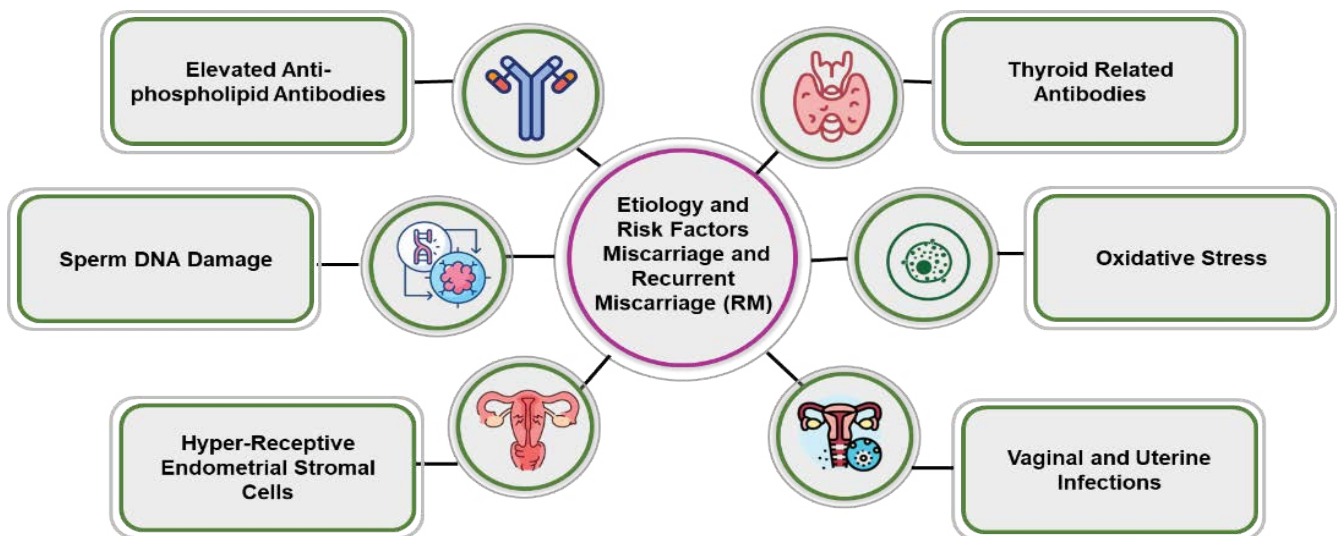 Elevated Anti-
phospholipid Antibodies
Thyroid Related
Antibodies
Sperm DNA Damage
Etiology and
Risk Factors
Miscarriage and
Recurrent
Miscarriage (RM)
Oxidative Stress
Hyper-Receptive
Endometrial Stromal
Cells
Vaginal and Uterine
Infections